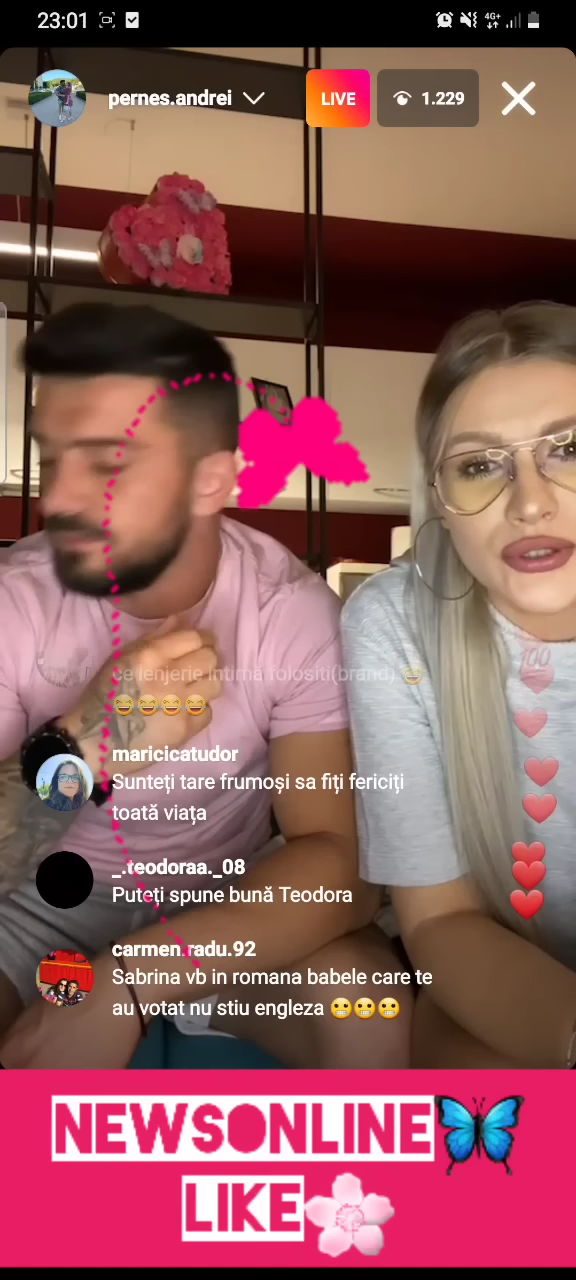 23:01
4G+
pernes.andrei
LIVE
1.229
ce lenjerie intimă folositi(brand) 😅
😆😆😆😆
💯
maricicatudor
Sunteți tare frumoși sa fiți fericiți
toată viața
_.teodoraa._08
Puteți spune bună Teodora
carmen.radu.92
Sabrina vb in romana babele care te
au votat nu stiu engleza 😬😬😬
NEWSONLINE🦋
LIKE🌸